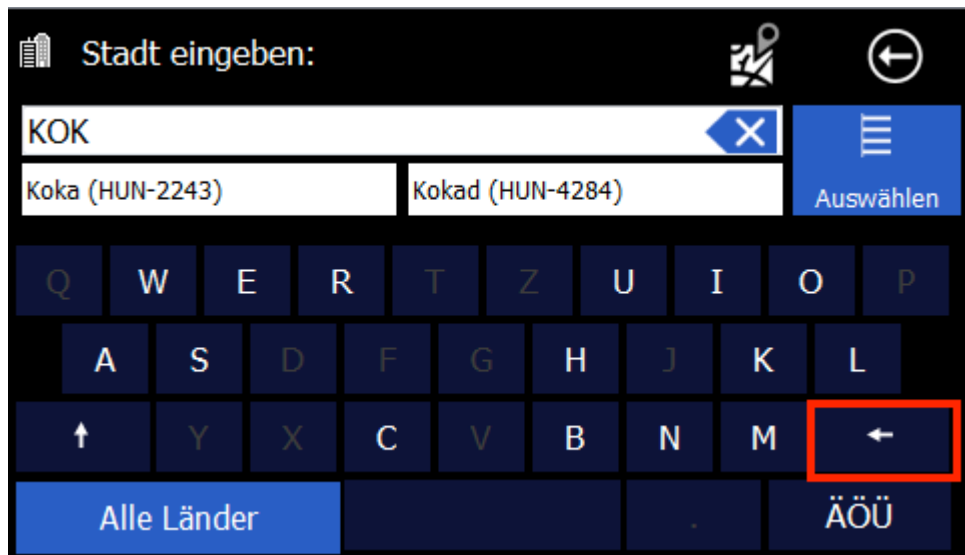 Stadt eingeben:
KOK
Koka (HUN-2243) Kokad (HUN-4284)
Auswählen
Q W E R T Z U I O P
A S D F G H J K L
Y X C V B N M
Alle Länder . ÄÖÜ